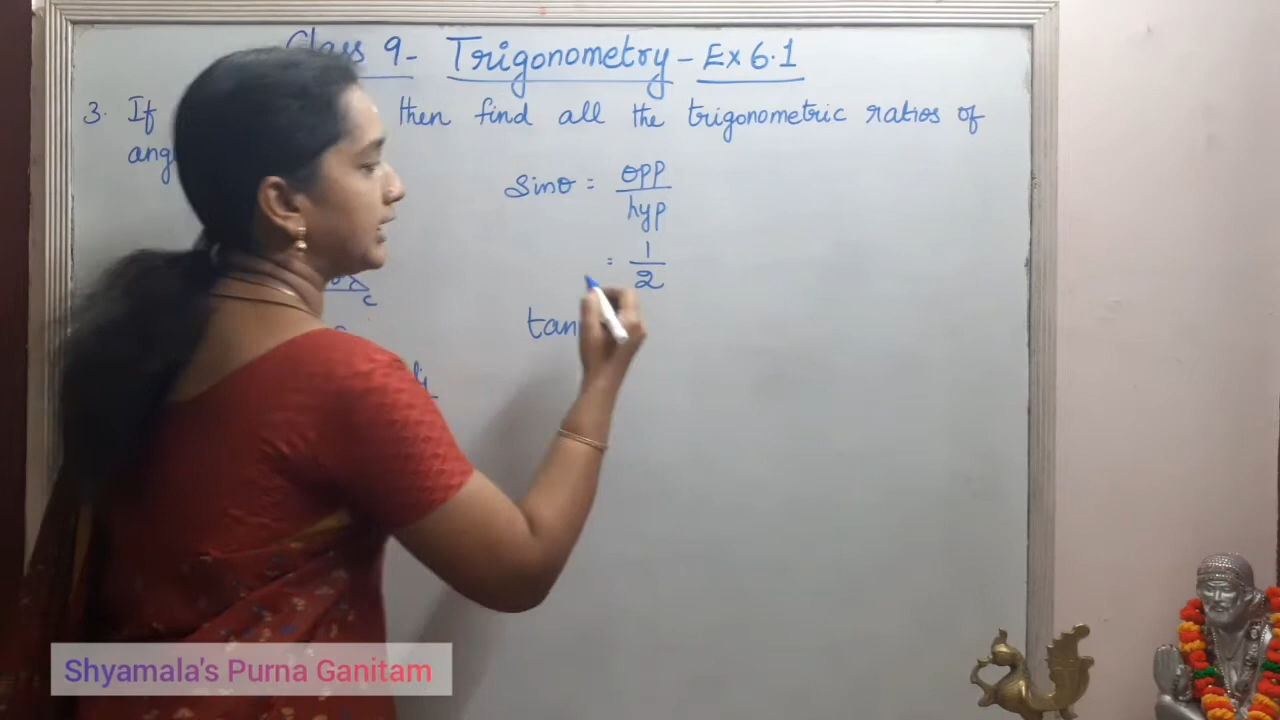 Class 9- Trigonometry - Ex 6.1
3. If then find all the trigonometric ratios of
Sinθ = opp
hyp
= 1
2
C
tan
Shyamala's Purna Ganitam